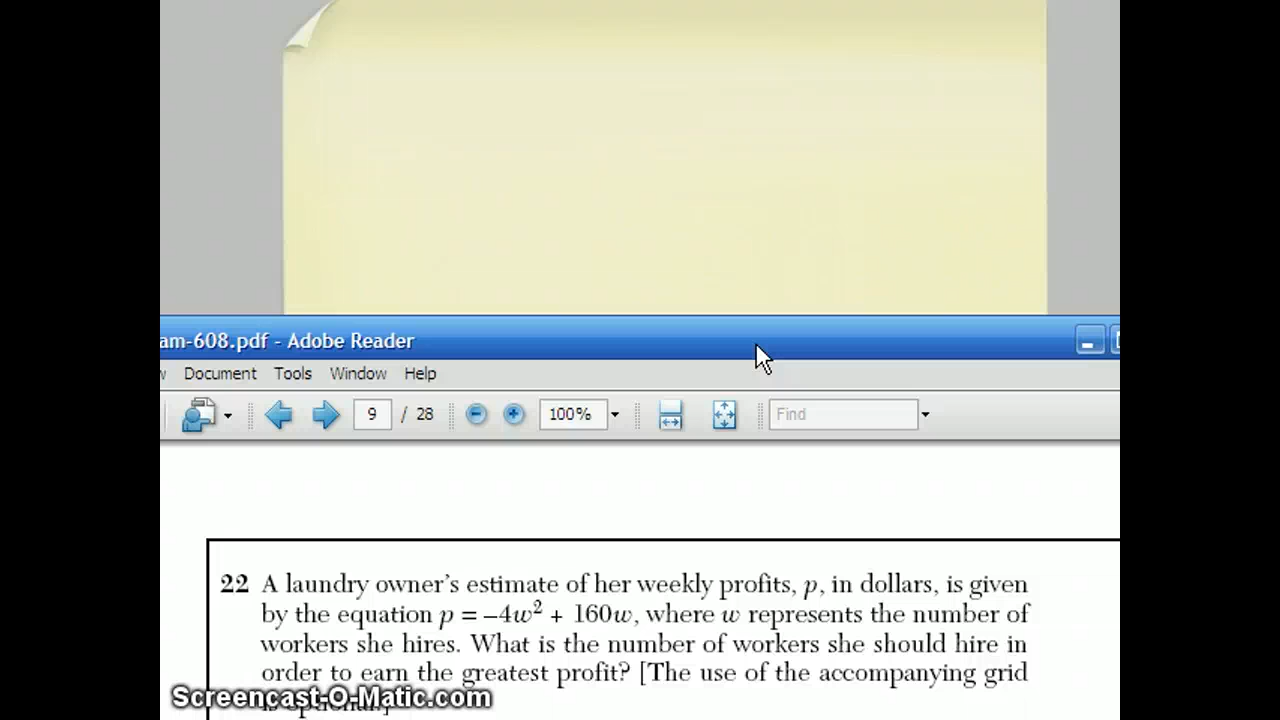 am-608.pdf - Adobe Reader
Document Tools Window Help
9 / 28 100% Find
22 A laundry owner's estimate of her weekly profits, p, in dollars, is given
by the equation p = –4w² + 160w, where w represents the number of
workers she hires. What is the number of workers she should hire in
order to earn the greatest profit? [The use of the accompanying grid
is optional.]
Screencast-O-Matic.com